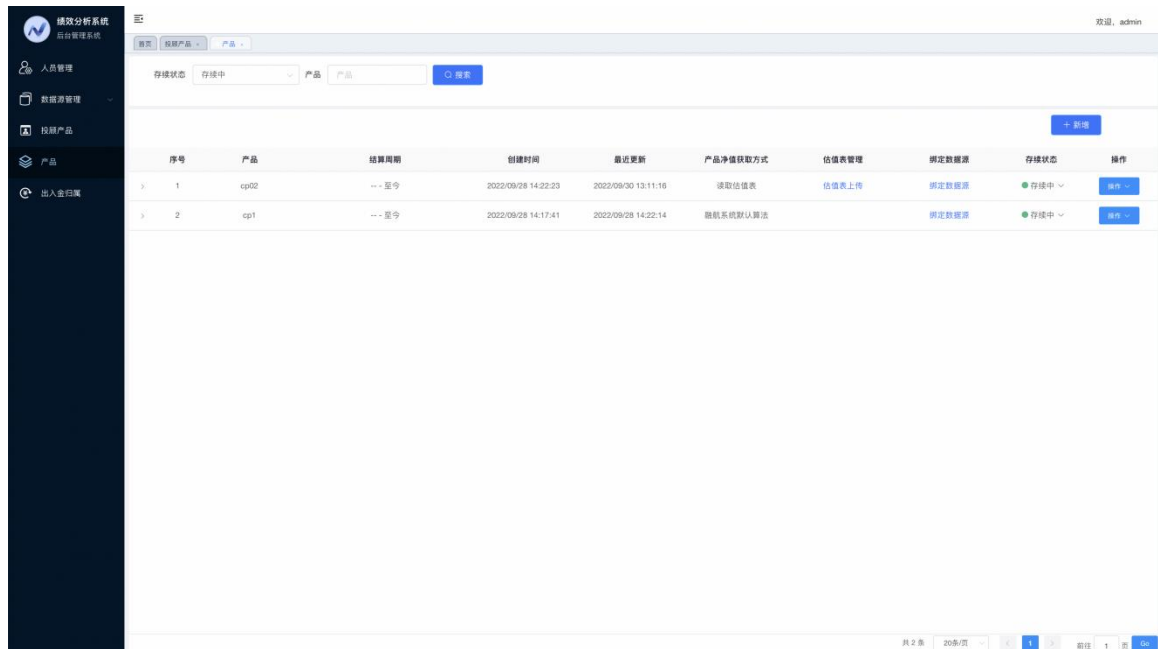 绩效分析系统
后台管理系统
欢迎，admin
首页 投顾产品 × 产品 ×
人员管理
数据源管理
投顾产品
产品
出入金归属
存续状态 存续中 产品 产品 搜索
+ 新增
序号 产品 结算周期 创建时间 最近更新 产品净值获取方式 估值表管理 绑定数据源 存续状态 操作
1 cp02 -- - 至今 2022/09/28 14:22:23 2022/09/30 13:11:16 读取估值表 估值表上传 绑定数据源 存续中 操作
2 cp1 -- - 至今 2022/09/28 14:17:41 2022/09/28 14:22:14 融航系统默认算法 绑定数据源 存续中 操作
共 2 条 20条/页 1 前往 1 页 Go